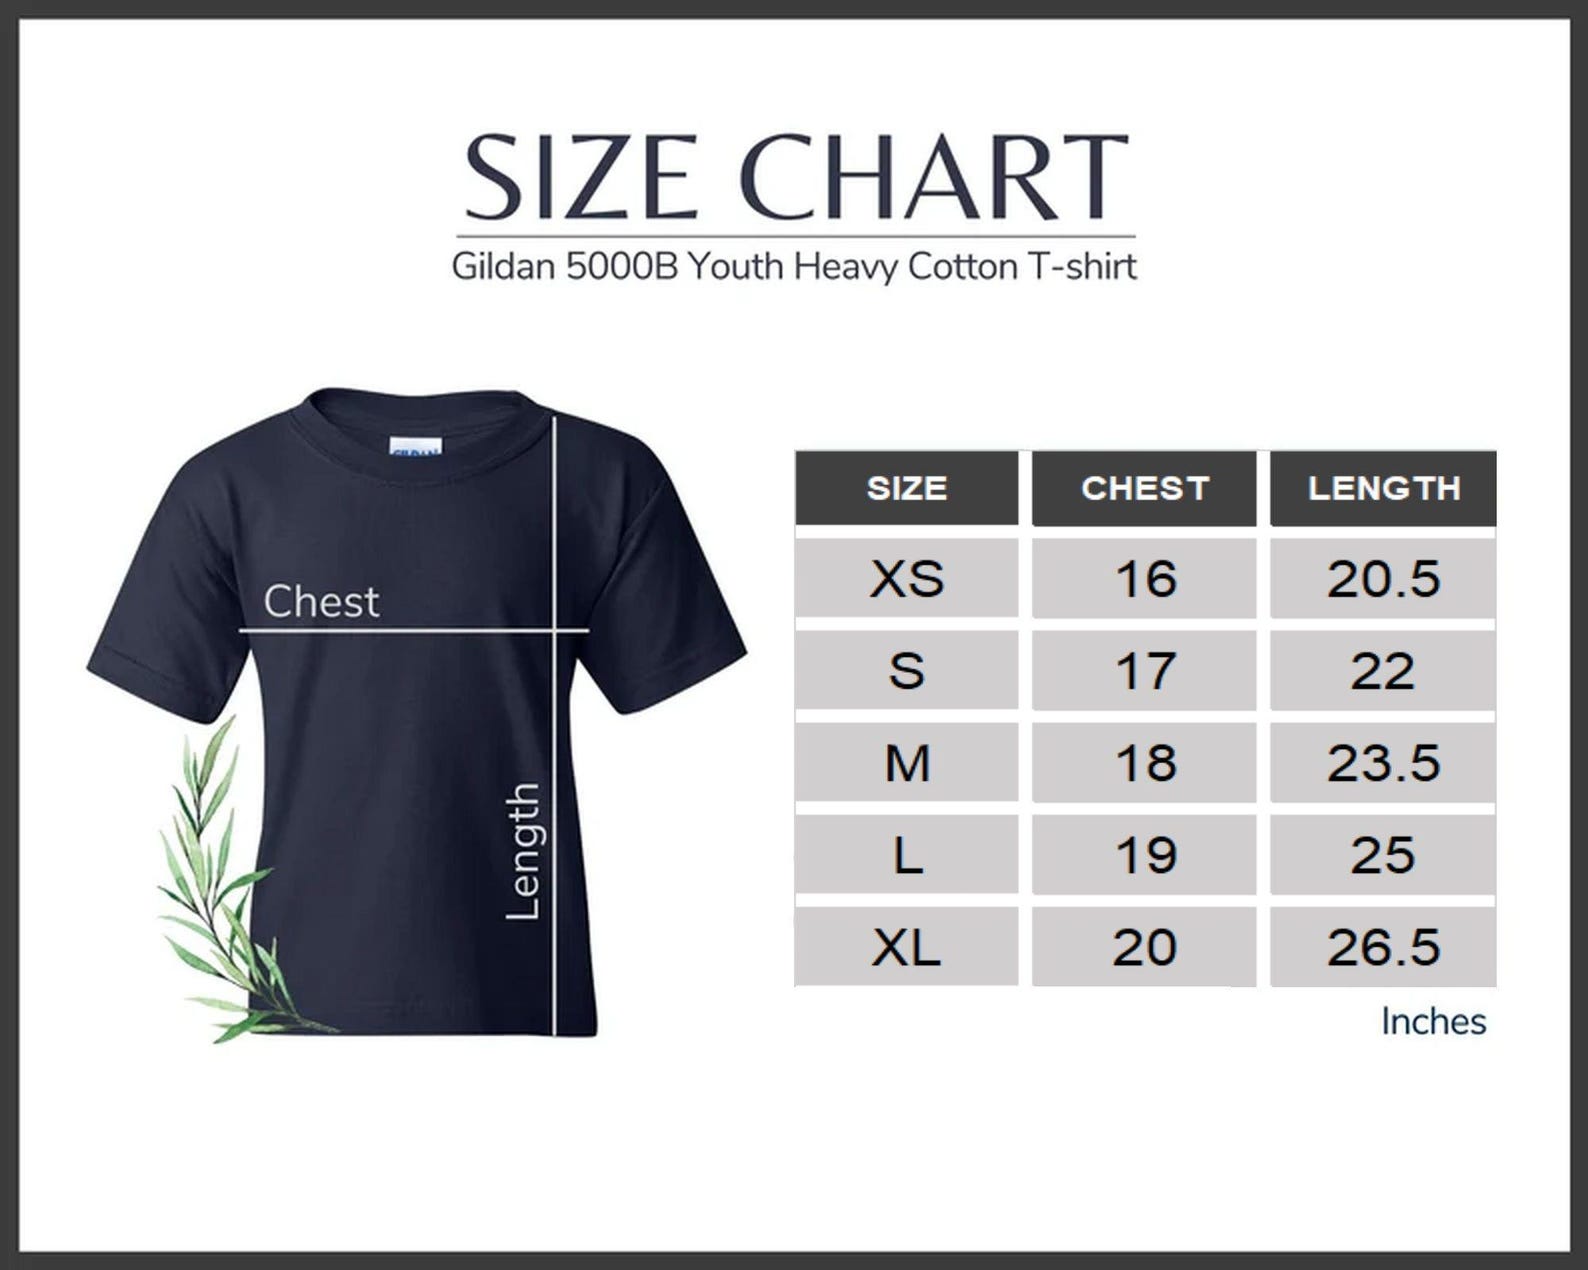 SIZE CHART
Gildan 5000B Youth Heavy Cotton T-shirt
Chest
Length
SIZE CHEST LENGTH
XS 16 20.5
S 17 22
M 18 23.5
L 19 25
XL 20 26.5
Inches